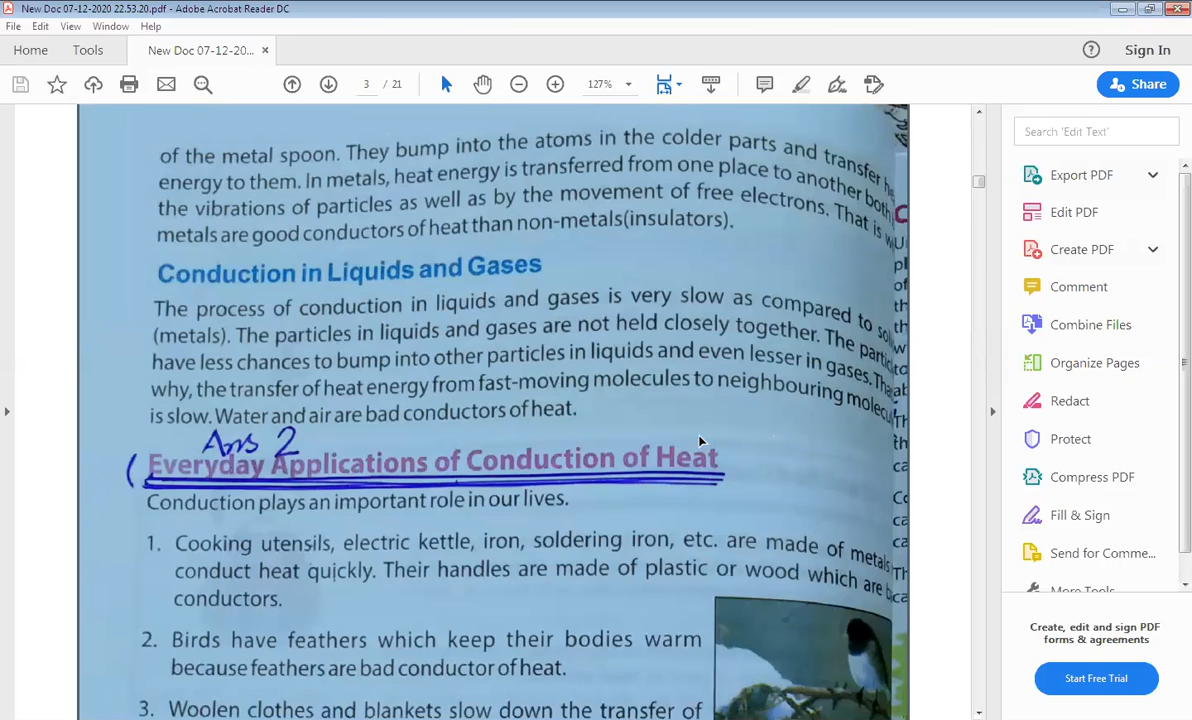 New Doc 07-12-2020 22.53.20.pdf - Adobe Acrobat Reader DC
File Edit View Window Help
Home Tools New Doc 07-12-20... × Sign In
3 / 21 127% Share
of the metal spoon. They bump into the atoms in the colder parts and transfer h
energy to them. In metals, heat energy is transferred from one place to another both
the vibrations of particles as well as by the movement of free electrons. That is w
metals are good conductors of heat than non-metals(insulators).
Conduction in Liquids and Gases
The process of conduction in liquids and gases is very slow as compared to sol
(metals). The particles in liquids and gases are not held closely together. The partic
have less chances to bump into other particles in liquids and even lesser in gases. Tha
why, the transfer of heat energy from fast-moving molecules to neighbouring molecu
is slow. Water and air are bad conductors of heat.
Ans 2
Everyday Applications of Conduction of Heat
Conduction plays an important role in our lives.
1. Cooking utensils, electric kettle, iron, soldering iron, etc. are made of metals
conduct heat quickly. Their handles are made of plastic or wood which are b
conductors.
2. Birds have feathers which keep their bodies warm
because feathers are bad conductor of heat.
3. Woolen clothes and blankets slow down the transfer of
Search 'Edit Text'
Export PDF
Edit PDF
Create PDF
Comment
Combine Files
Organize Pages
Redact
Protect
Compress PDF
Fill & Sign
Send for Comme...
More Tools
Create, edit and sign PDF
forms & agreements
Start Free Trial